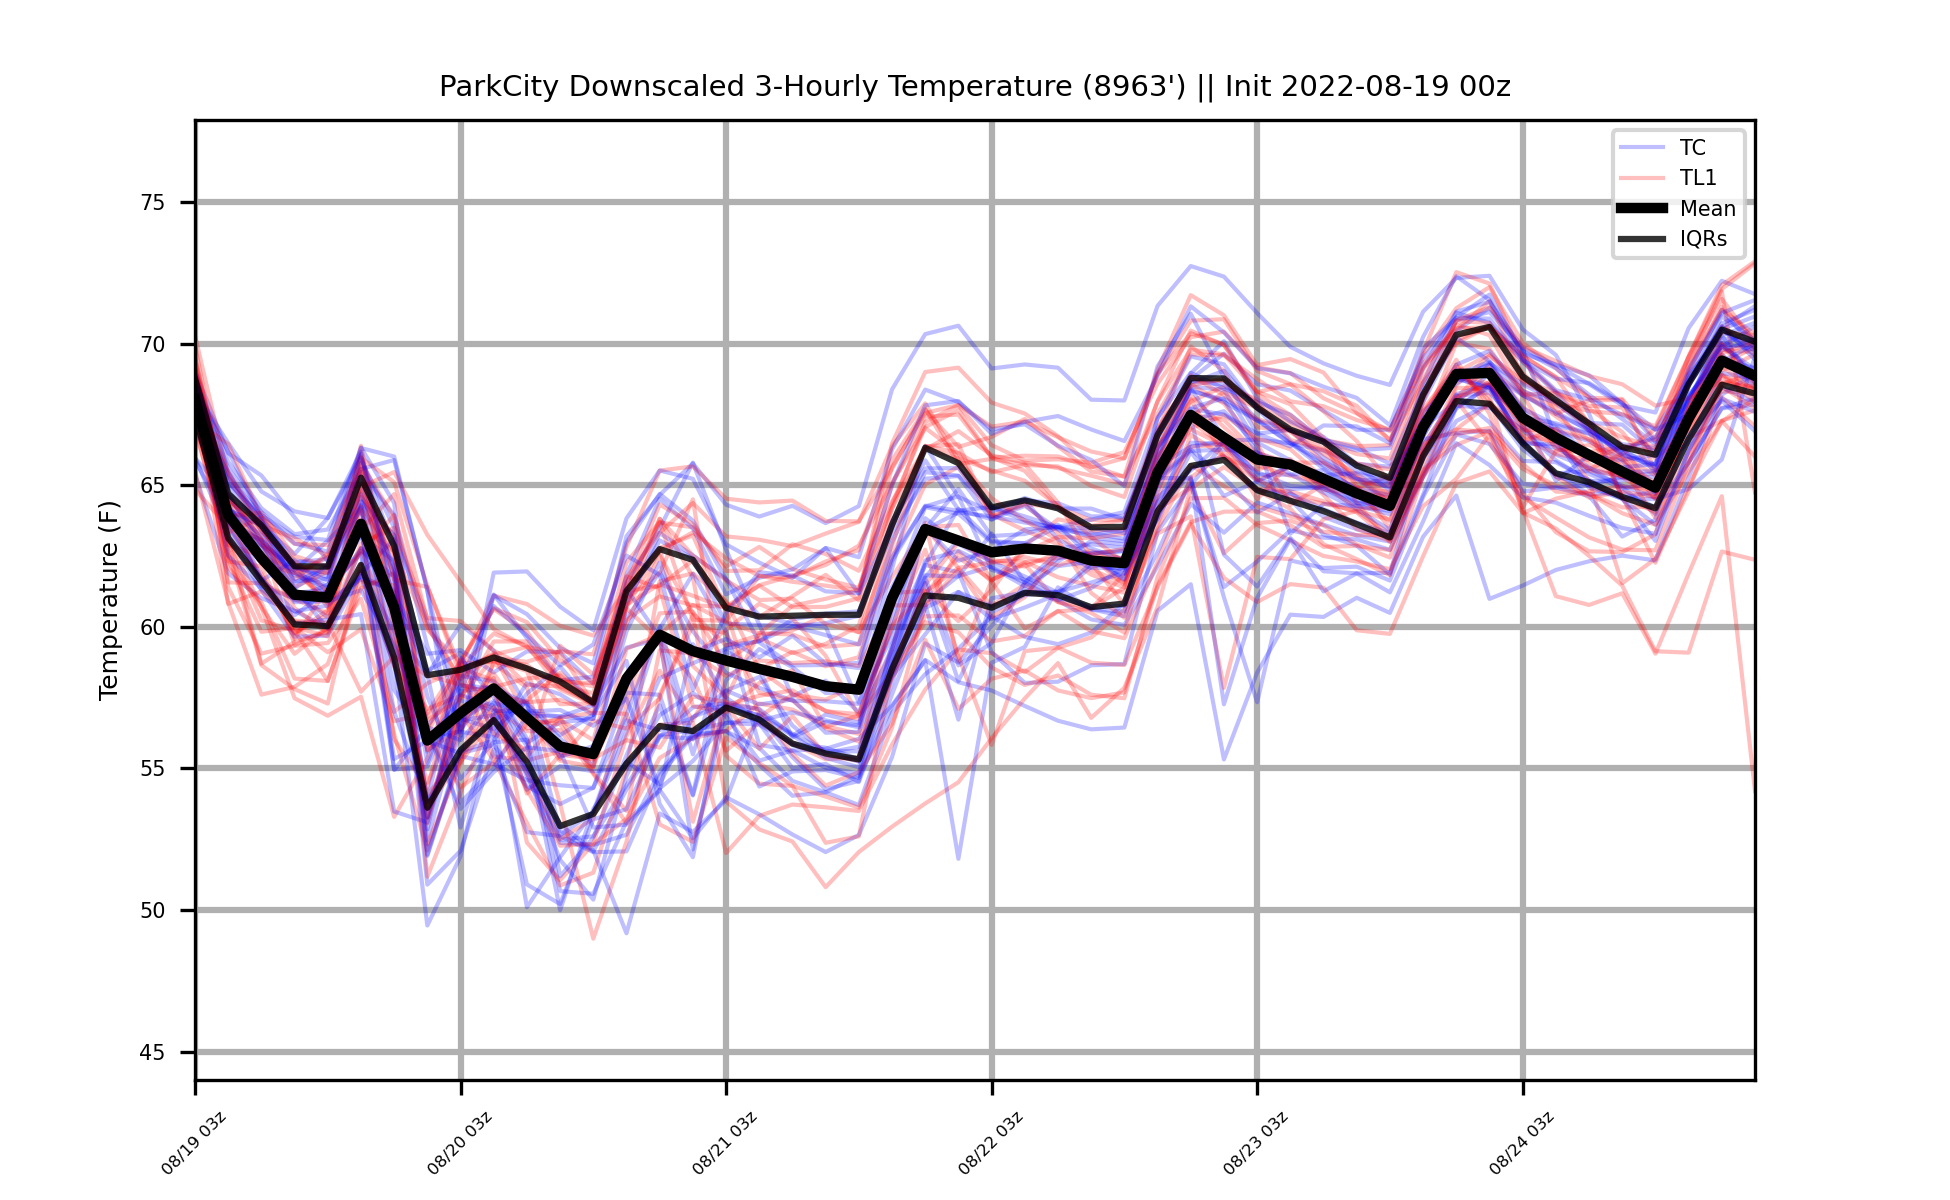 ParkCity Downscaled 3-Hourly Temperature (8963') || Init 2022-08-19 00z
TC
TL1
Mean
IQRs
Temperature (F)
75
70
65
60
55
50
45
08/19 03z
08/20 03z
08/21 03z
08/22 03z
08/23 03z
08/24 03z